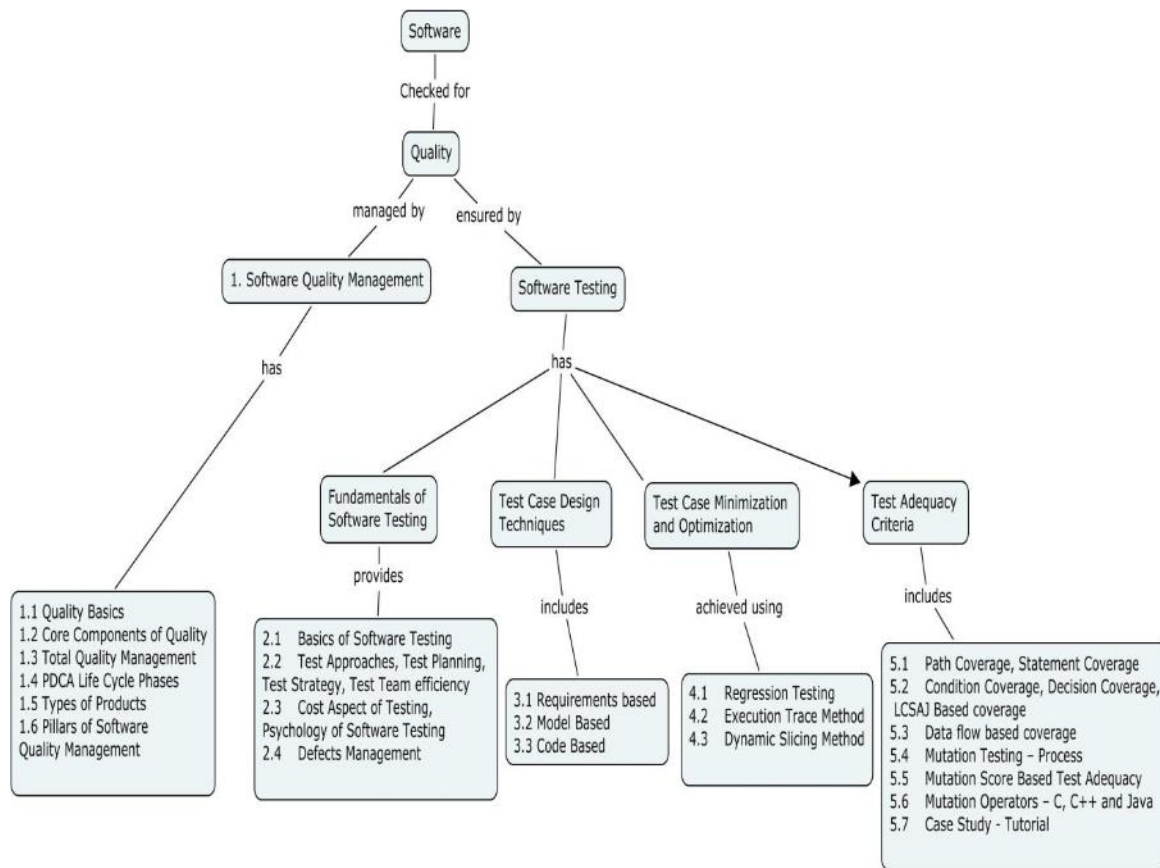 Software
Checked for
Quality
managed by
ensured by
1. Software Quality Management
Software Testing
has
has
Fundamentals of
Software Testing
Test Case Design
Techniques
Test Case Minimization
and Optimization
Test Adequacy
Criteria
provides
includes
achieved using
includes
1.1 Quality Basics
1.2 Core Components of Quality
1.3 Total Quality Management
1.4 PDCA Life Cycle Phases
1.5 Types of Products
1.6 Pillars of Software
Quality Management
2.1 Basics of Software Testing
2.2 Test Approaches, Test Planning,
Test Strategy, Test Team efficiency
2.3 Cost Aspect of Testing,
Psychology of Software Testing
2.4 Defects Management
3.1 Requirements based
3.2 Model Based
3.3 Code Based
4.1 Regression Testing
4.2 Execution Trace Method
4.3 Dynamic Slicing Method
5.1 Path Coverage, Statement Coverage
5.2 Condition Coverage, Decision Coverage,
LCSAJ Based coverage
5.3 Data flow based coverage
5.4 Mutation Testing – Process
5.5 Mutation Score Based Test Adequacy
5.6 Mutation Operators – C, C++ and Java
5.7 Case Study - Tutorial